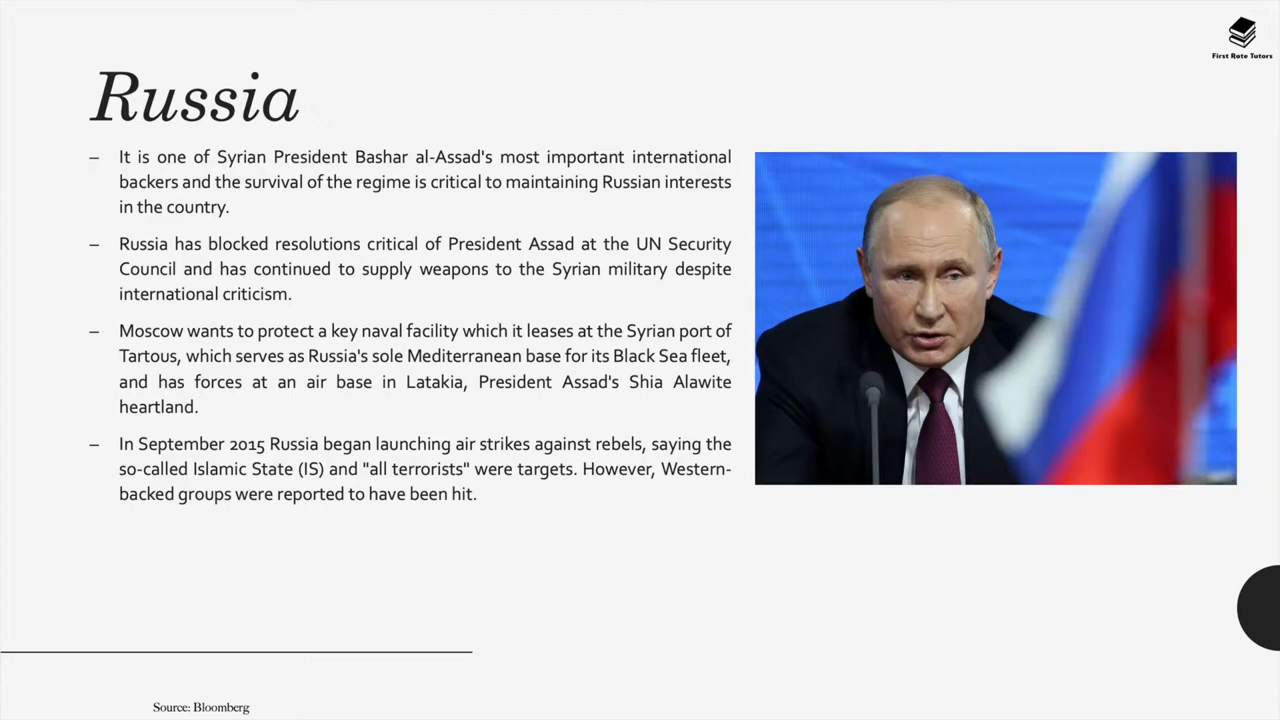 First Rate Tutors
Russia
– It is one of Syrian President Bashar al-Assad's most important international
backers and the survival of the regime is critical to maintaining Russian interests
in the country.
– Russia has blocked resolutions critical of President Assad at the UN Security
Council and has continued to supply weapons to the Syrian military despite
international criticism.
– Moscow wants to protect a key naval facility which it leases at the Syrian port of
Tartous, which serves as Russia's sole Mediterranean base for its Black Sea fleet,
and has forces at an air base in Latakia, President Assad's Shia Alawite
heartland.
– In September 2015 Russia began launching air strikes against rebels, saying the
so-called Islamic State (IS) and "all terrorists" were targets. However, Western-
backed groups were reported to have been hit.
Source: Bloomberg